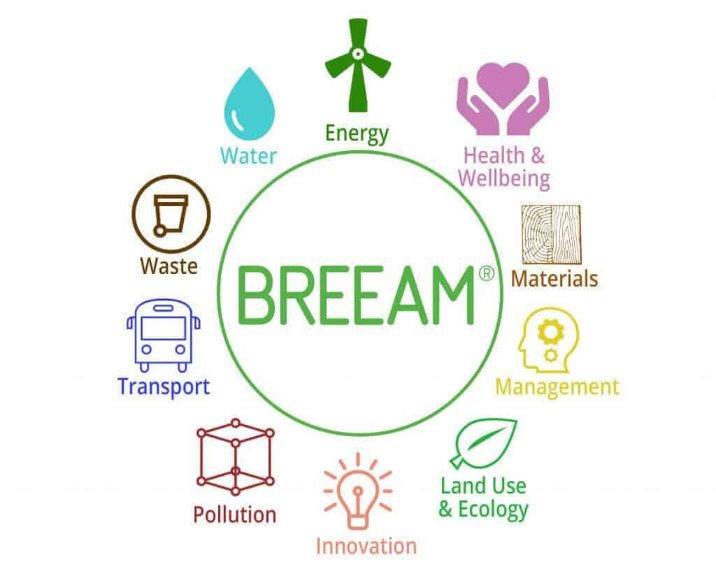 Energy
Water
Health &
Wellbeing
Waste
Materials
BREEAM®
Transport
Management
Land Use
& Ecology
Pollution
Innovation